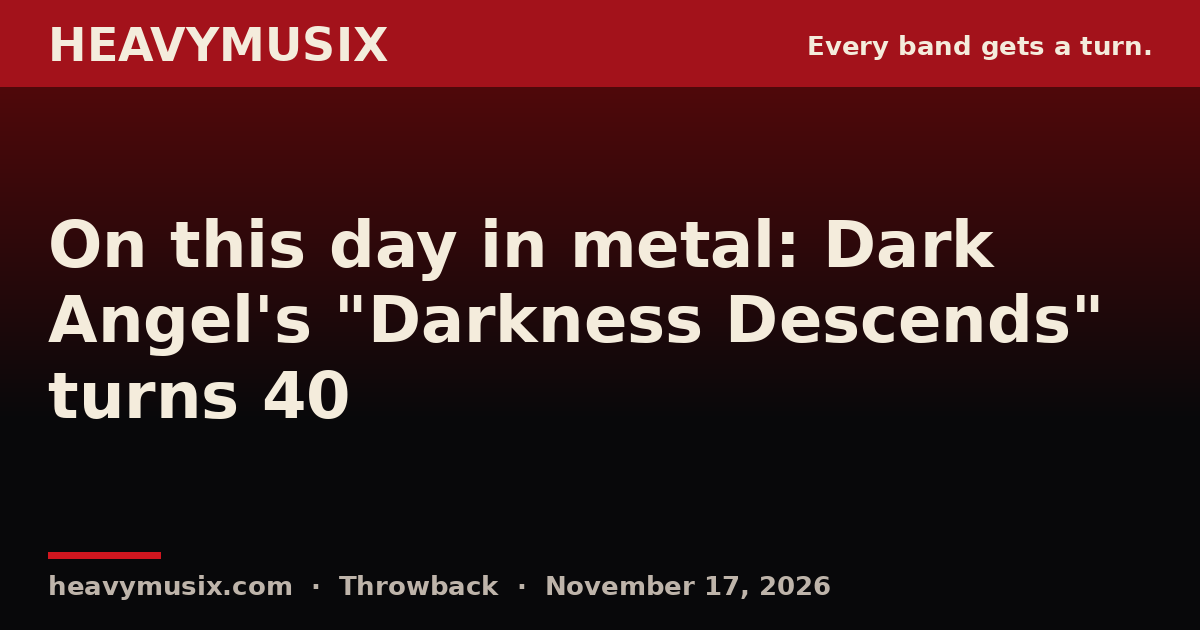 HEAVYMUSIX
Every band gets a turn.
On this day in metal: Dark
Angel's "Darkness Descends"
turns 40
heavymusix.com · Throwback · November 17, 2026